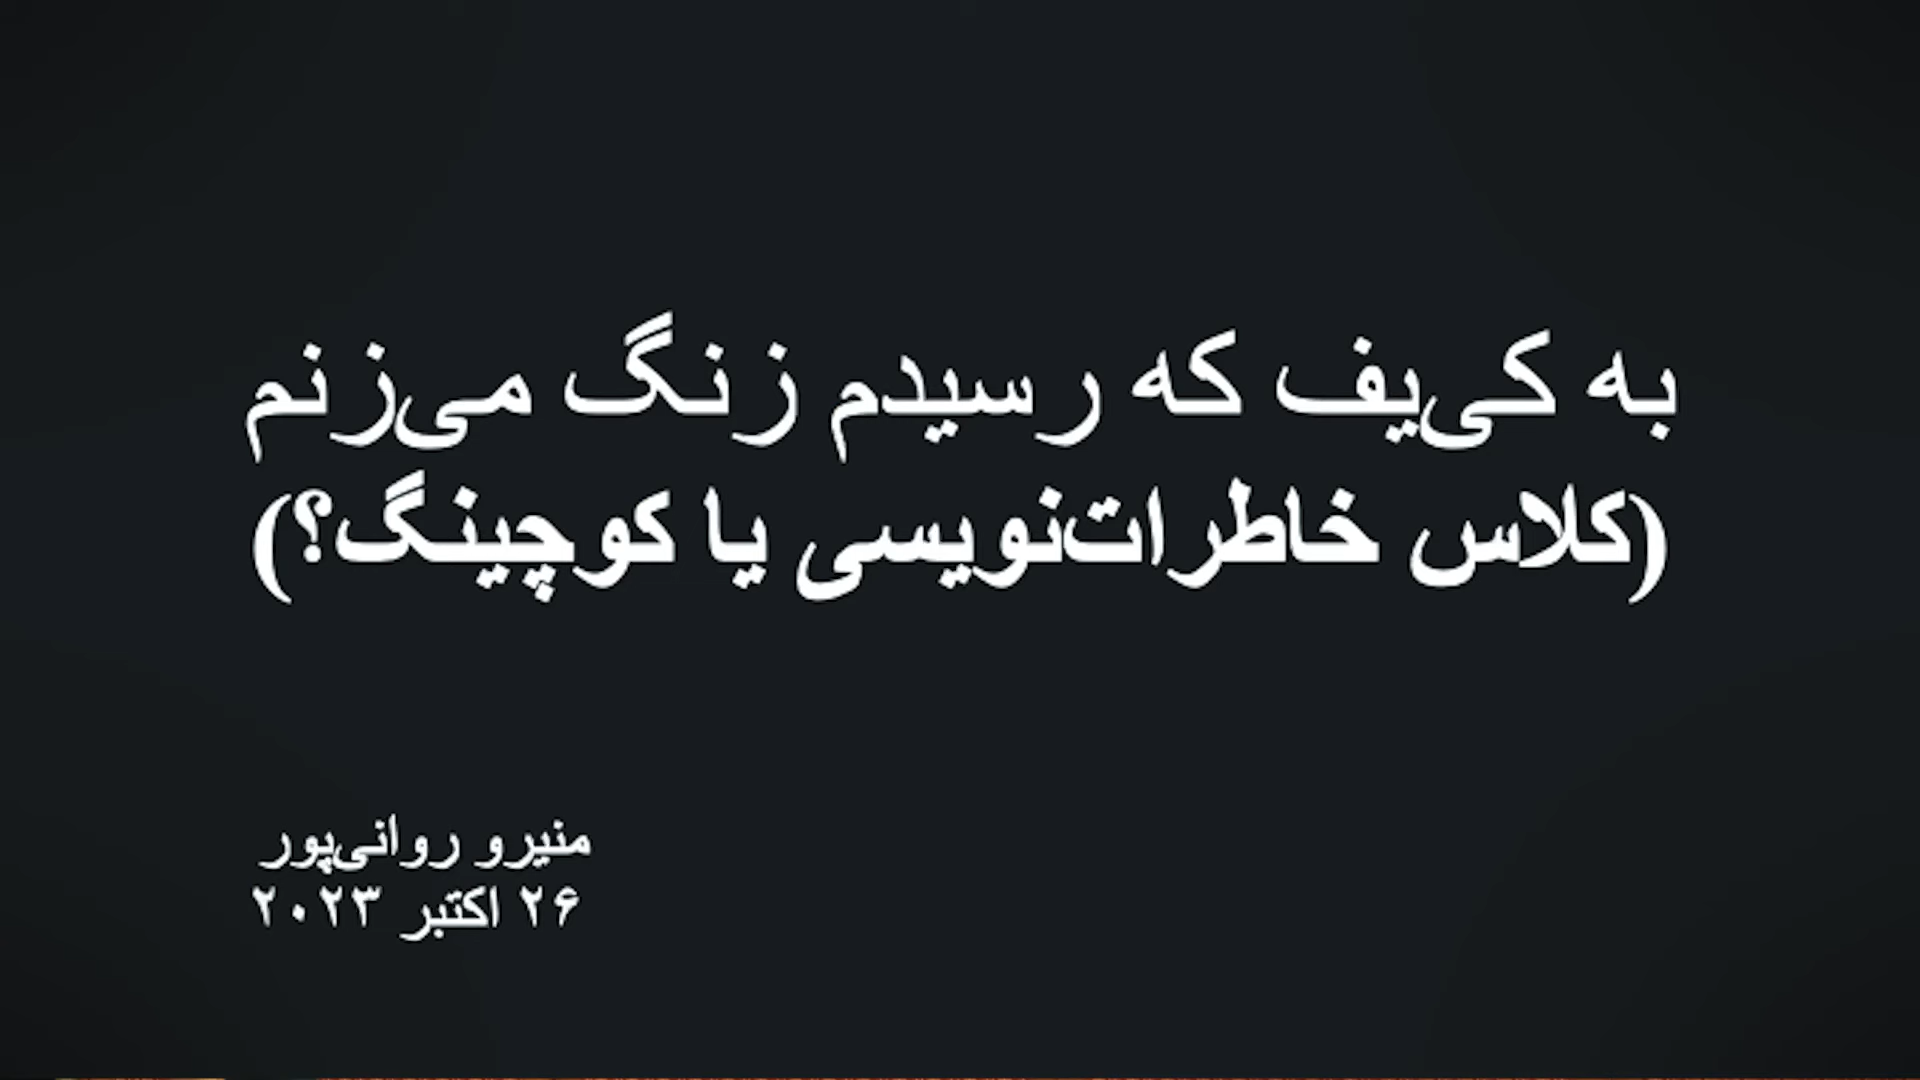 به کی‌یف که رسیدم زنگ می‌زنم
(کلاس خاطرات‌نویسی یا کوچینگ؟)
منیرو روانی‌پور
۲۶ اکتبر ۲۰۲۳